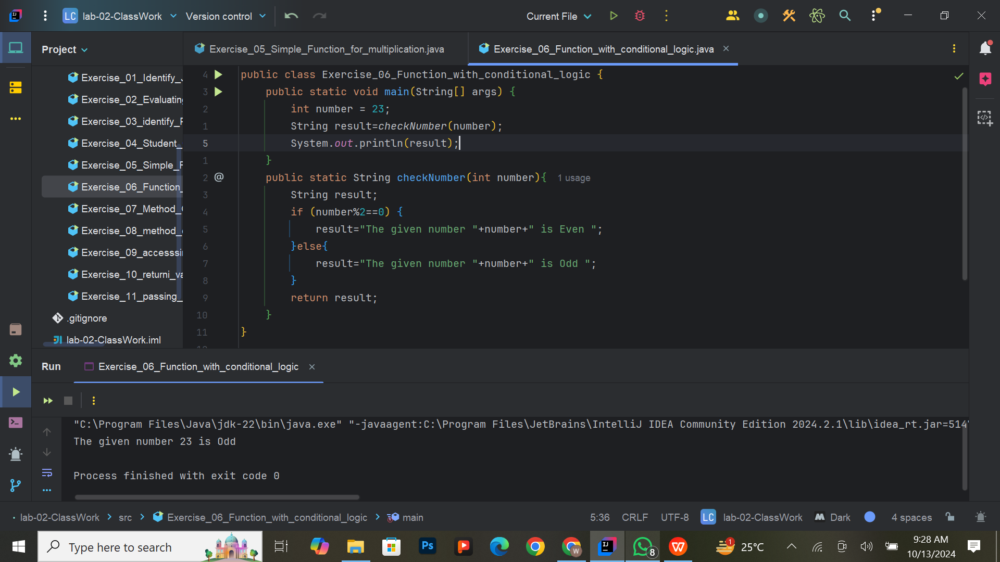 LC lab-02-ClassWork Version control Current File
Project
Exercise_05_Simple_Function_for_multiplication.java
Exercise_06_Function_with_conditional_logic.java
Exercise_01_Identify_
Exercise_02_Evaluating
Exercise_03_identify_
Exercise_04_Student_
Exercise_05_Simple_F
Exercise_06_Function_
Exercise_07_Method_
Exercise_08_method_
Exercise_09_accesssi
Exercise_10_returni_va
Exercise_11_passing_
.gitignore
lab-02-ClassWork.iml
4 public class Exercise_06_Function_with_conditional_logic {
3 public static void main(String[] args) {
2 int number = 23;
1 String result=checkNumber(number);
5 System.out.println(result);
1 }
2 @ public static String checkNumber(int number){ 1 usage
3 String result;
4 if (number%2==0) {
5 result="The given number "+number+" is Even ";
6 }else{
7 result="The given number "+number+" is Odd ";
8 }
9 return result;
10 }
11 }
Run Exercise_06_Function_with_conditional_logic
"C:\Program Files\Java\jdk-22\bin\java.exe" "-javaagent:C:\Program Files\JetBrains\IntelliJ IDEA Community Edition 2024.2.1\lib\idea_rt.jar=514
The given number 23 is Odd
Process finished with exit code 0
lab-02-ClassWork src Exercise_06_Function_with_conditional_logic main 5:36 CRLF UTF-8 LC lab-02-ClassWork Dark 4 spaces
Type here to search
Ps
W
IJ
8
1
25°C
9:28 AM
10/13/2024